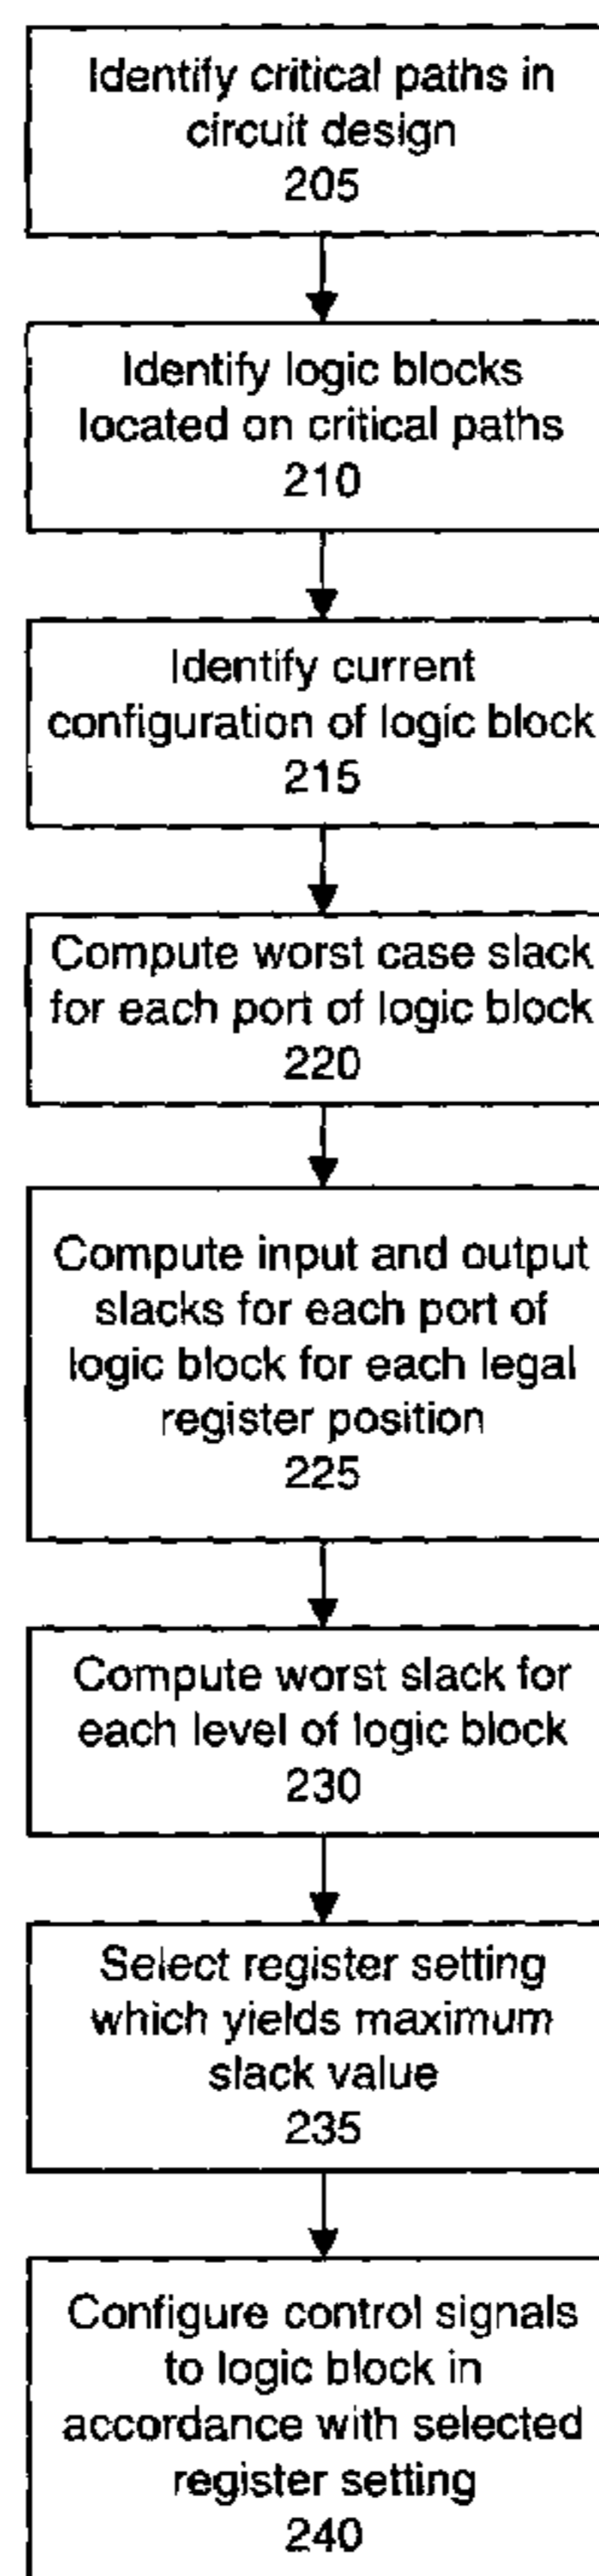 Identify critical paths in
circuit design
205
Identify logic blocks
located on critical paths
210
Identify current
configuration of logic block
215
Compute worst case slack
for each port of logic block
220
Compute input and output
slacks for each port of
logic block for each legal
register position
225
Compute worst slack for
each level of logic block
230
Select register setting
which yields maximum
slack value
235
Configure control signals
to logic block in
accordance with selected
register setting
240